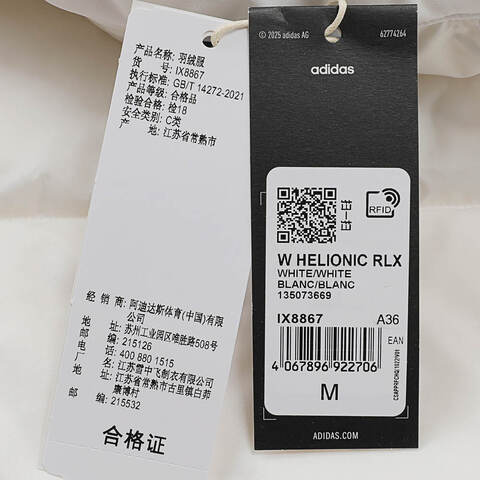 产品名称: 羽绒服
货 号: IX8867
执行标准: GB/T 14272-2021
产品等级: 合格品
检验合格: 检18
安全类别: C类
产 地: 江苏省常熟市
经 销 商: 阿迪达斯体育(中国)有限公司
地 址: 苏州工业园区唯胜路508号
邮 编: 215126
电 话: 400 880 1515
厂 名: 江苏雪中飞制衣有限公司
地 址: 江苏省常熟市古里镇白茆
康博村
邮 编: 215532
合格证
© 2025 adidas AG
62774264
adidas
RFID
W HELIONIC RLX
WHITE/WHITE
BLANC/BLANC
135073669
IX8867 A36
EAN
4 067896 922706
M
ADIDAS.COM